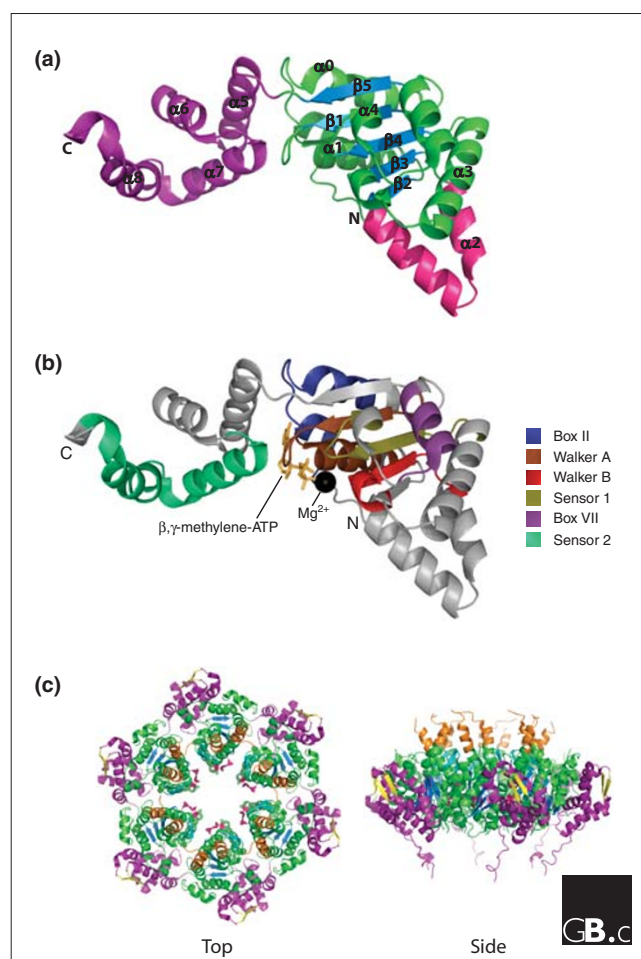 (a)
α0
β5
α6
α5
α4
β1
β4
C
α1
β3
α3
α8
α7
β2
N
α2
(b)
Box II
Walker A
C
Walker B
Sensor 1
Mg2+
N
Box VII
β,γ-methylene-ATP
Sensor 2
(c)
Top
Side
GB.c